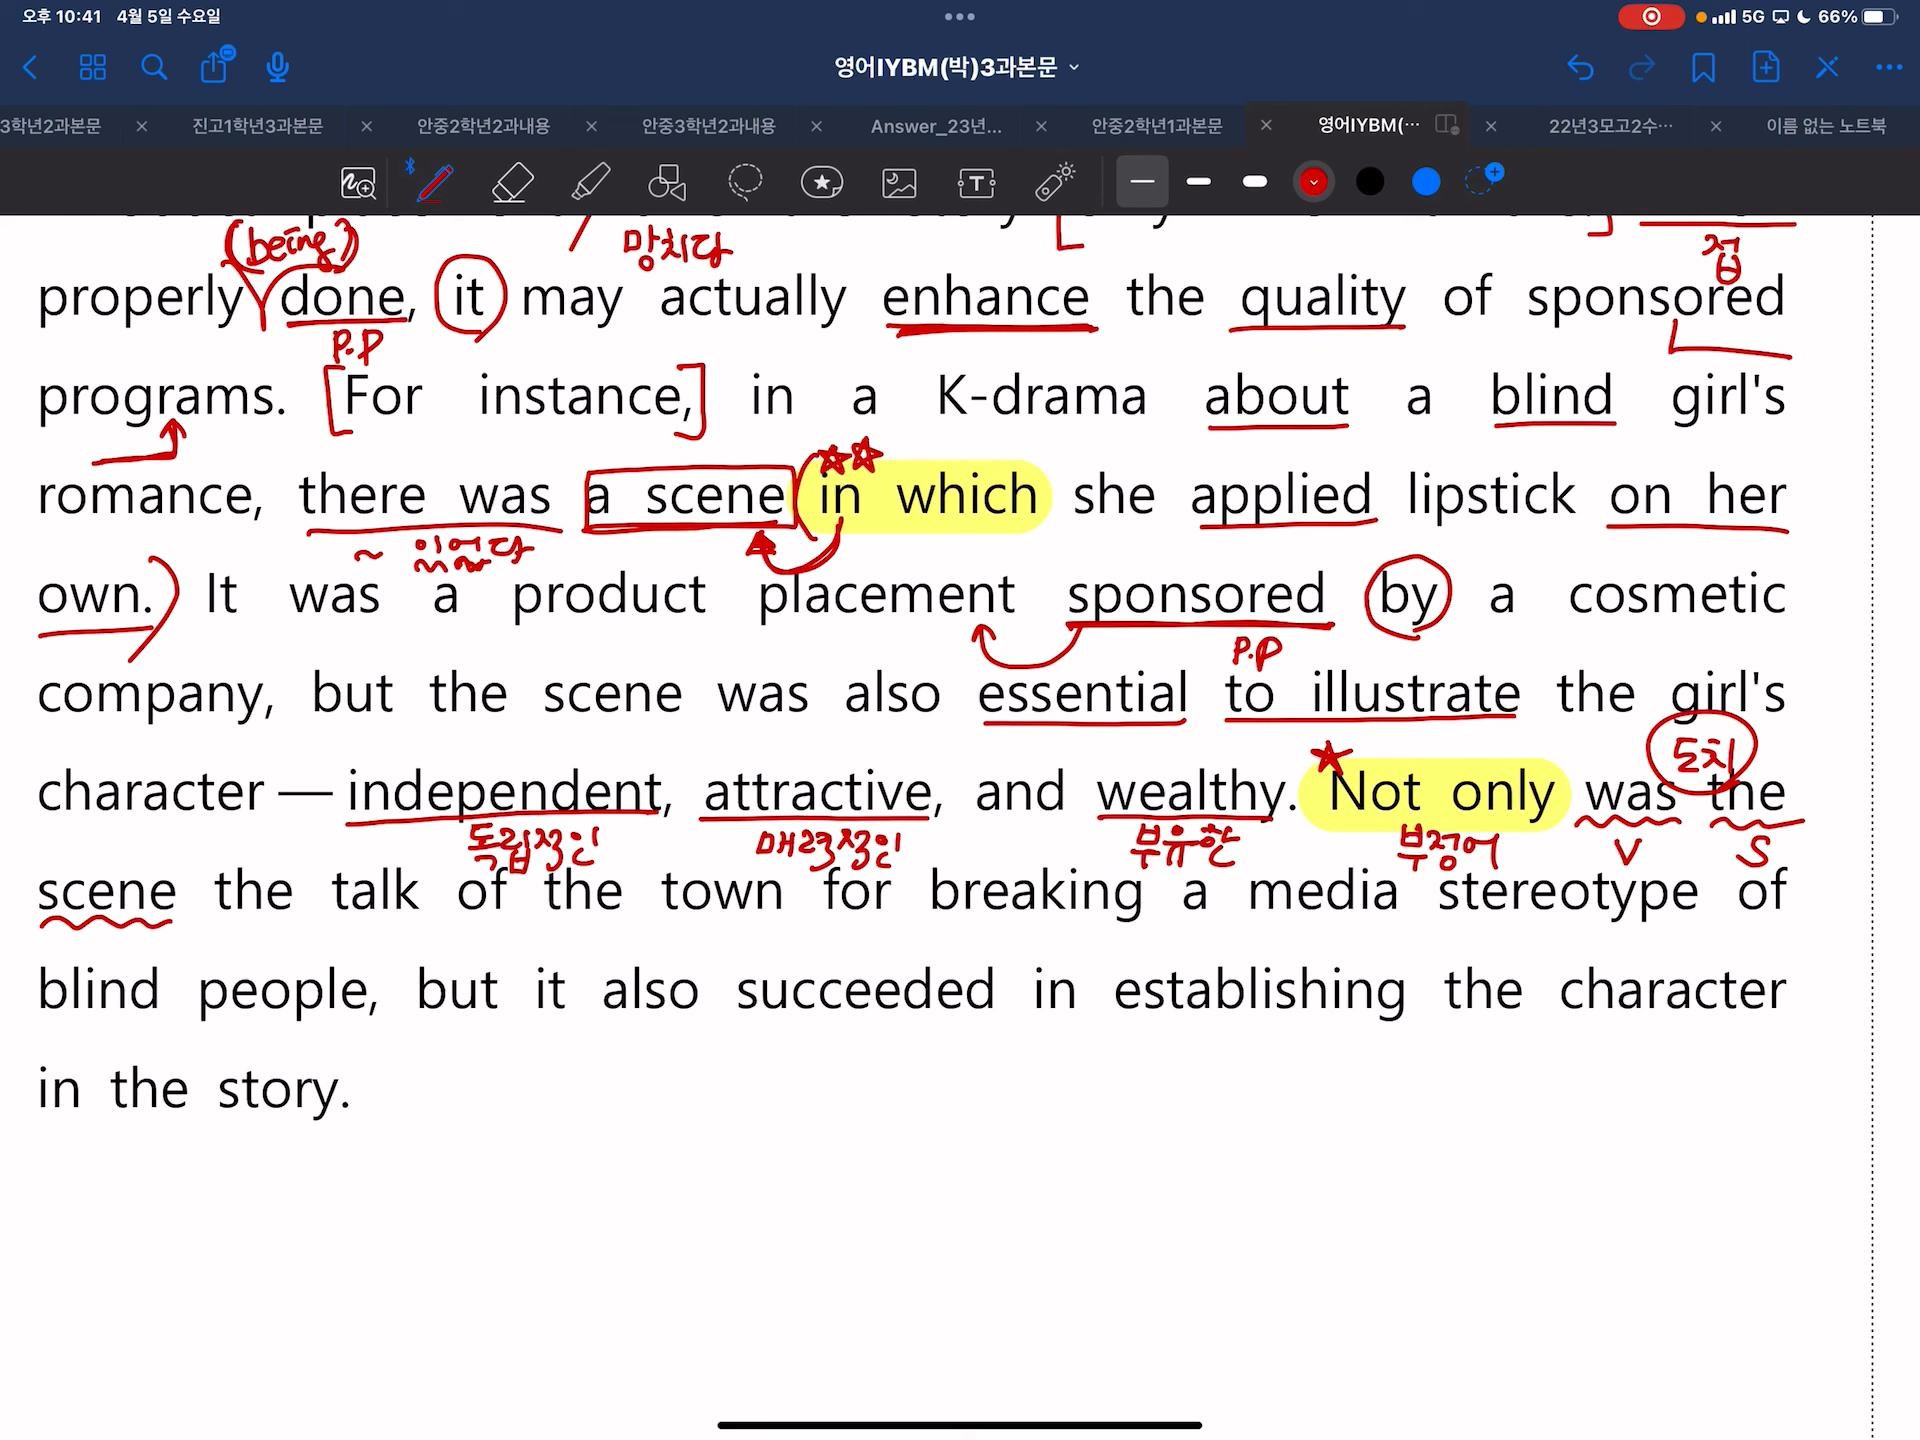 오후 10:41 4월 5일 수요일
5G 66%
영어IYBM(박)3과본문
3학년2과본문 진고1학년3과본문 안중2학년2과내용 안중3학년2과내용 Answer_23년... 안중2학년1과본문 영어IYBM(··· 22년3모고2수··· 이름 없는 노트북
(being) 망치다
properly done, it may actually enhance the quality of sponsored
P.P
programs. [For instance,] in a K-drama about a blind girl's
romance, there was a scene (in which she applied lipstick on her
~ 있었다
own.) It was a product placement sponsored by a cosmetic
P.P
company, but the scene was also essential to illustrate the girl's
도치
character — independent, attractive, and wealthy. Not only was the
독립적인 매력적인 부유한 부정어 V S
scene the talk of the town for breaking a media stereotype of
blind people, but it also succeeded in establishing the character
in the story.